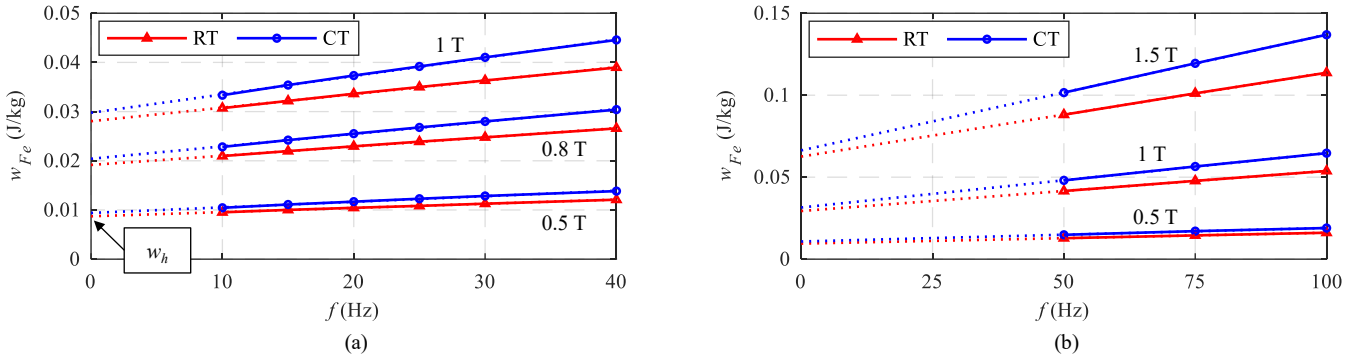 0.05
0.04
0.03
0.02
0.01
0
w_Fe (J/kg)
RT CT
1 T
0.8 T
0.5 T
w_h
0 10 20 30 40
f (Hz)
(a)
0.15
0.1
0.05
0
w_Fe (J/kg)
RT CT
1.5 T
1 T
0.5 T
0 25 50 75 100
f (Hz)
(b)